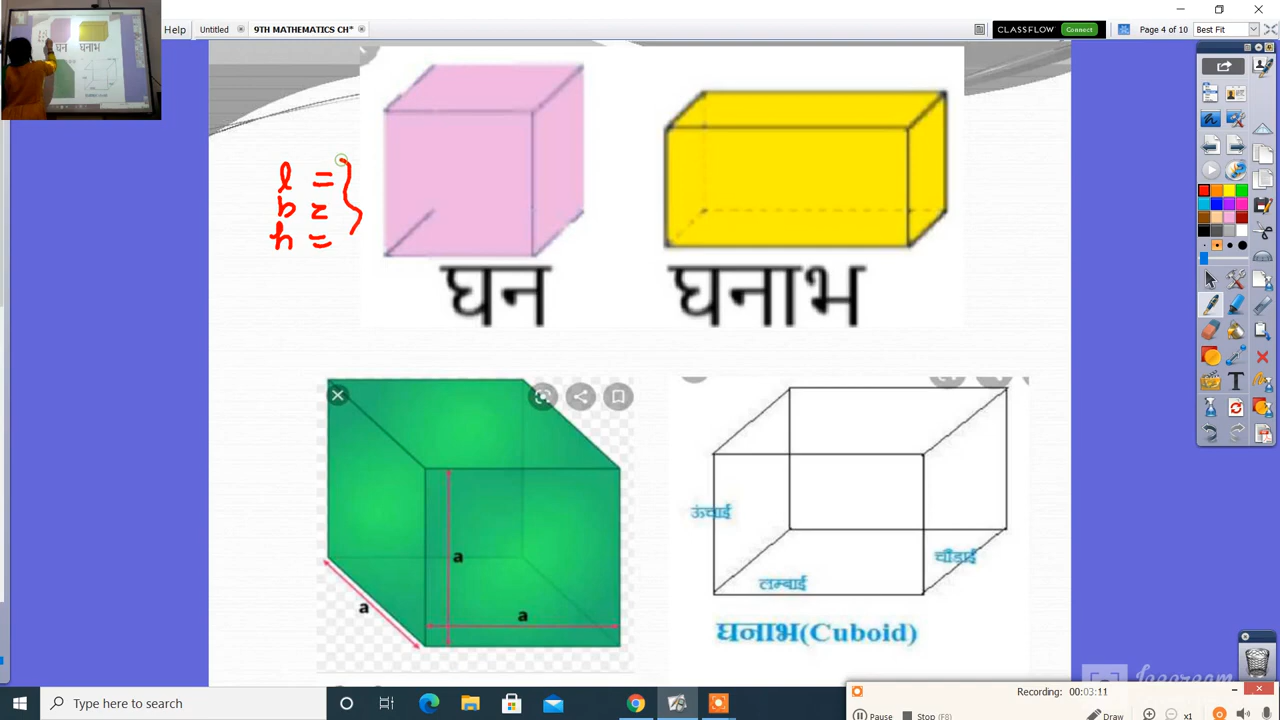 Help
Untitled
9TH MATHEMATICS CH*
CLASSFLOW
Connect
Page 4 of 10
Best Fit
l =
b =
h =
घन
घनाभ
a
a
a
ऊंचाई
चौडाई
लम्बाई
घनाभ(Cuboid)
Icecream
Recording: 00:03:11
Type here to search
Pause
Stop (F8)
Draw
x1